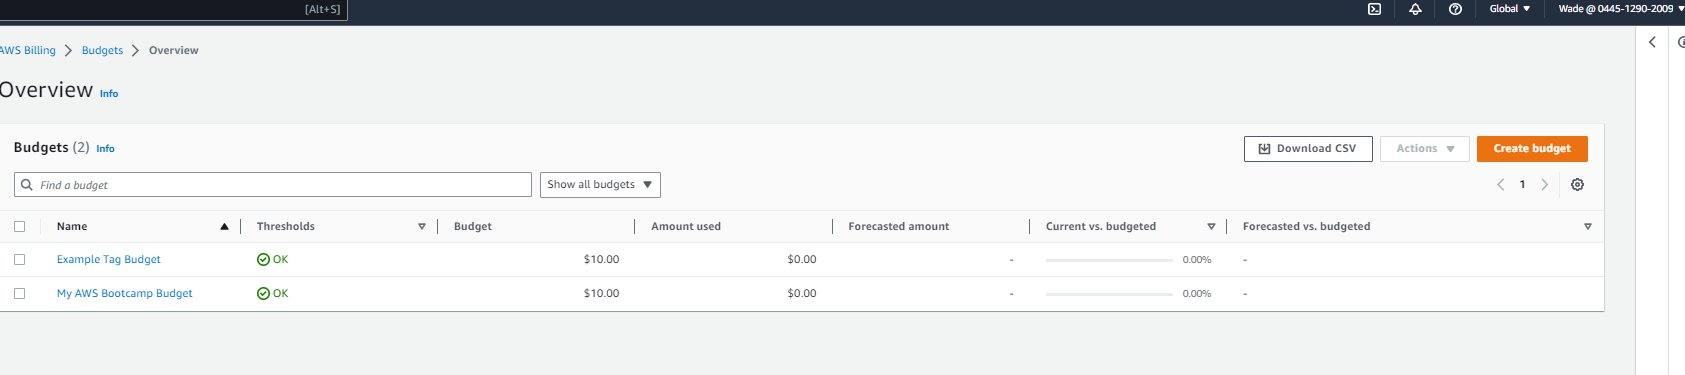 [Alt+S] Global Wade @ 0445-1290-2009
AWS Billing Budgets Overview
Overview Info
Budgets (2) Info Download CSV Actions Create budget
Find a budget Show all budgets 1
Name Thresholds Budget Amount used Forecasted amount Current vs. budgeted Forecasted vs. budgeted
Example Tag Budget OK $10.00 $0.00 - 0.00% -
My AWS Bootcamp Budget OK $10.00 $0.00 - 0.00% -